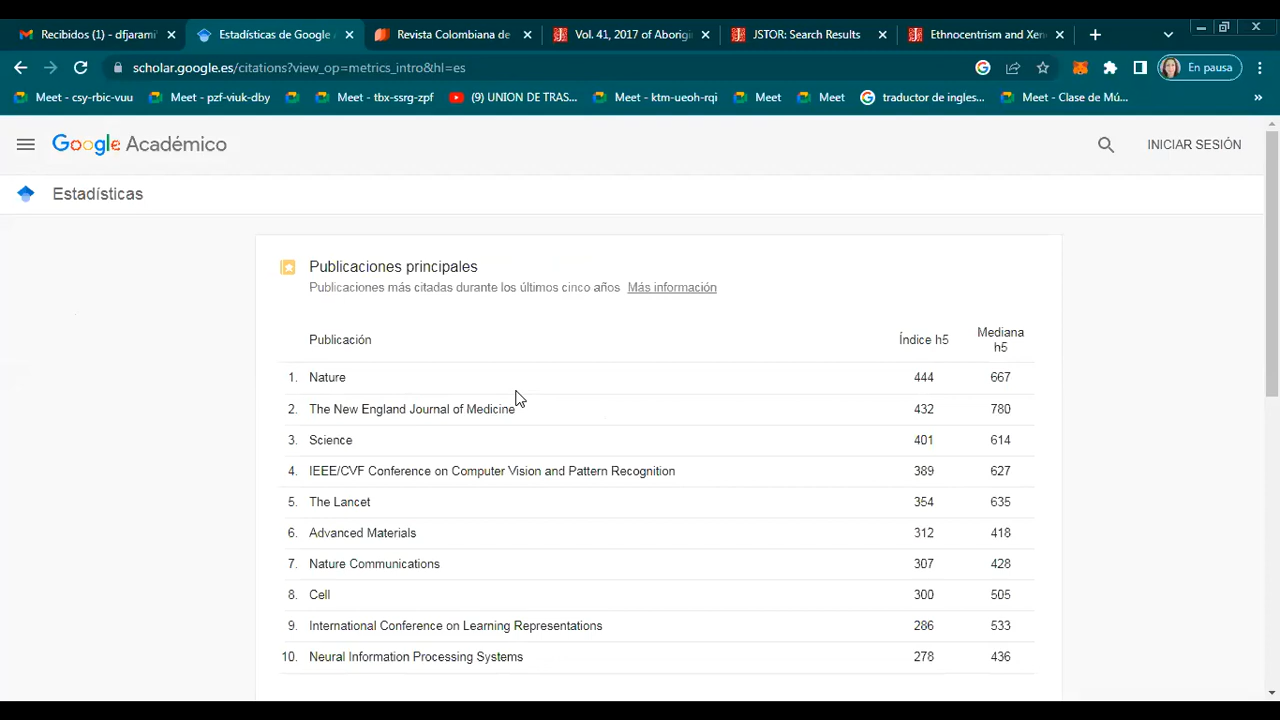 Recibidos (1) - dfjarami
Estadísticas de Google
Revista Colombiana de
Vol. 41, 2017 of Aborigi
JSTOR: Search Results
Ethnocentrism and Xen
scholar.google.es/citations?view_op=metrics_intro&hl=es
En pausa
Meet - csy-rbic-vuu
Meet - pzf-viuk-dby
Meet - tbx-ssrg-zpf
(9) UNION DE TRAS...
Meet - ktm-ueoh-rqi
Meet
Meet
traductor de ingles...
Meet - Clase de Mú...
Google Académico
INICIAR SESIÓN
Estadísticas
Publicaciones principales
Publicaciones más citadas durante los últimos cinco años Más información
Publicación Índice h5 Mediana h5
1. Nature 444 667
2. The New England Journal of Medicine 432 780
3. Science 401 614
4. IEEE/CVF Conference on Computer Vision and Pattern Recognition 389 627
5. The Lancet 354 635
6. Advanced Materials 312 418
7. Nature Communications 307 428
8. Cell 300 505
9. International Conference on Learning Representations 286 533
10. Neural Information Processing Systems 278 436